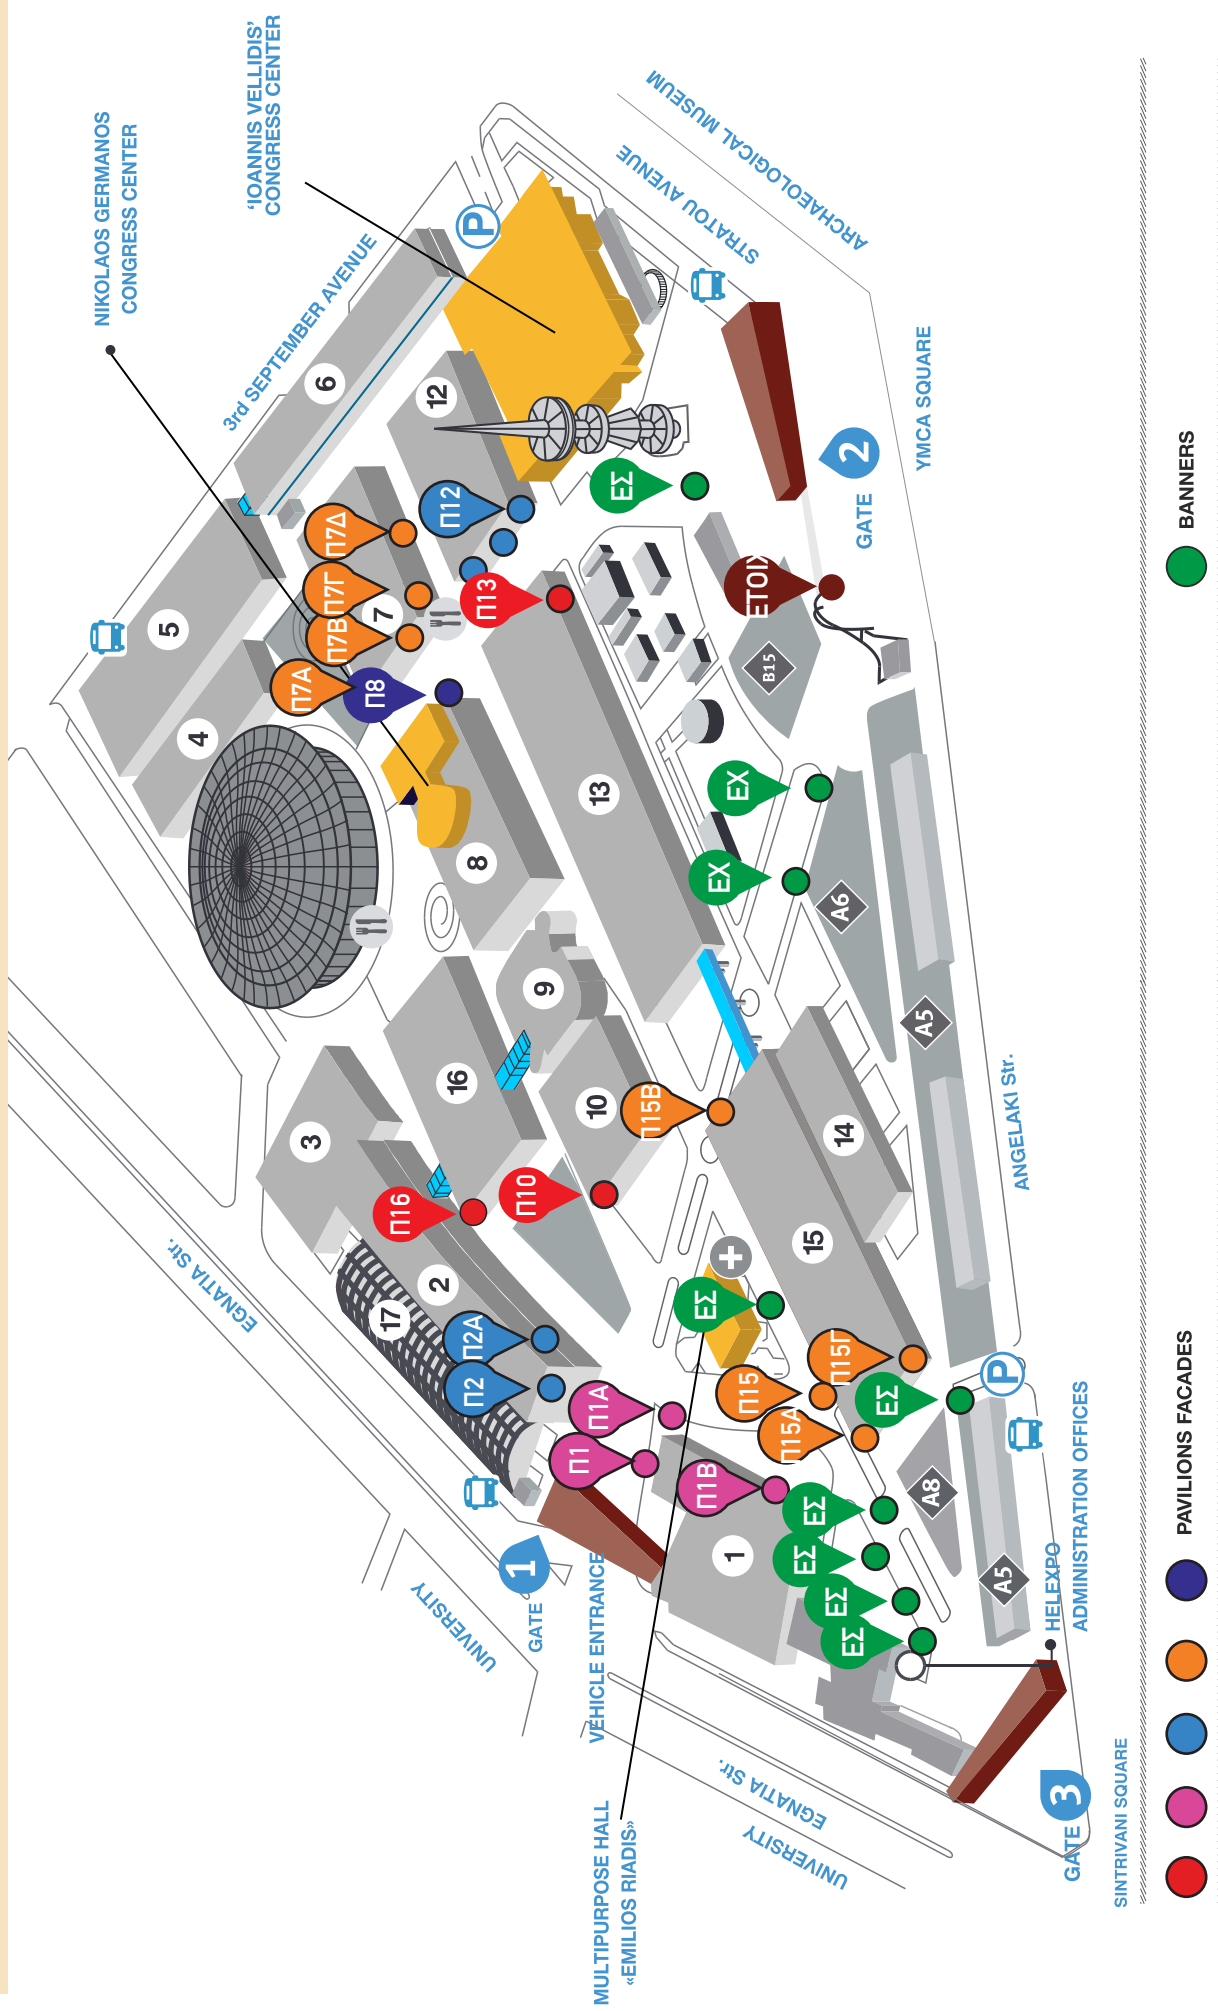 NIKOLAOS GERMANOS
CONGRESS CENTER
‘IOANNIS VELLIDIS’
CONGRESS CENTER
3rd SEPTEMBER AVENUE
ARCHAEOLOGICAL MUSEUM
STRATOU AVENUE
P
6
12
5
4
7
Π7Δ
Π7Γ
Π7Β
Π7Α
Π8
Π12
Π13
ΕΣ
GATE
2
YMCA SQUARE
ΕΤΟΙΧ
B15
13
8
9
ΕΧ
ΕΧ
A6
A5
ANGELAKI Str.
3
16
10
Π15Β
14
15
Π16
Π10
17
2
Π2Α
Π2
ΕΣ
Π15Γ
Π15
Π15Α
ΕΣ
P
Π1Α
Π1
Π1Β
1
ΕΣ
ΕΣ
ΕΣ
ΕΣ
A8
A5
EGNATIA Str.
UNIVERSITY
GATE
1
VEHICLE ENTRANCE
MULTIPURPOSE HALL
«EMILIOS RIADIS»
EGNATIA Str.
UNIVERSITY
HELEXPO
ADMINISTRATION OFFICES
GATE
3
SINTRIVANI SQUARE
PAVILIONS FACADES
BANNERS